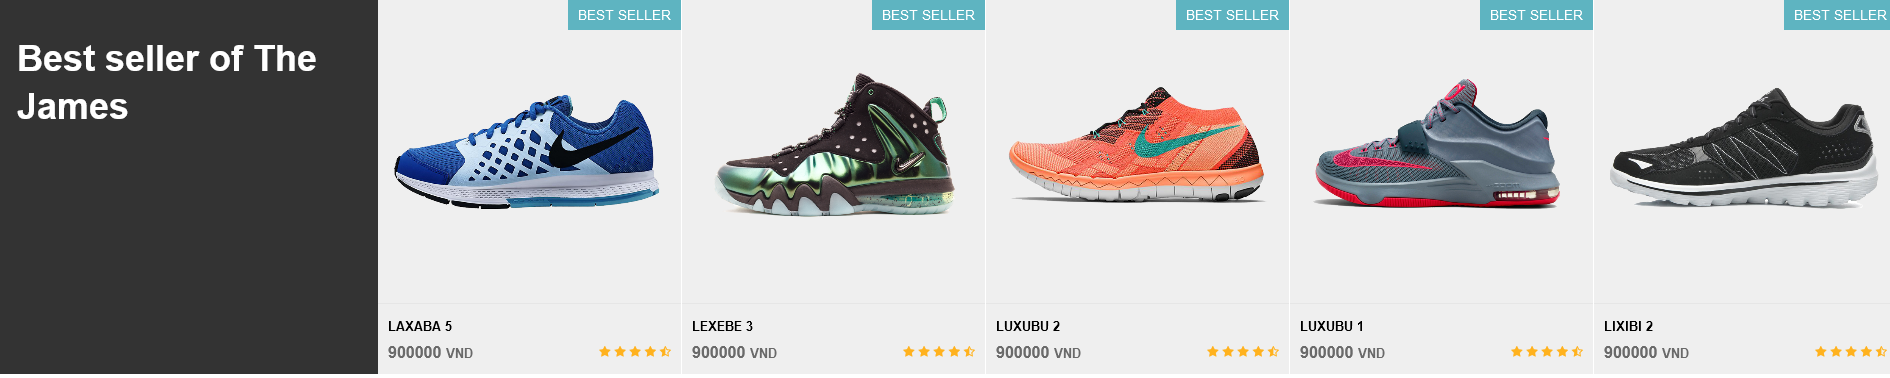 Best seller of The
James
BEST SELLER
LAXABA 5
900000 VND
BEST SELLER
LEXEBE 3
900000 VND
BEST SELLER
LUXUBU 2
900000 VND
BEST SELLER
LUXUBU 1
900000 VND
BEST SELLER
LIXIBI 2
900000 VND